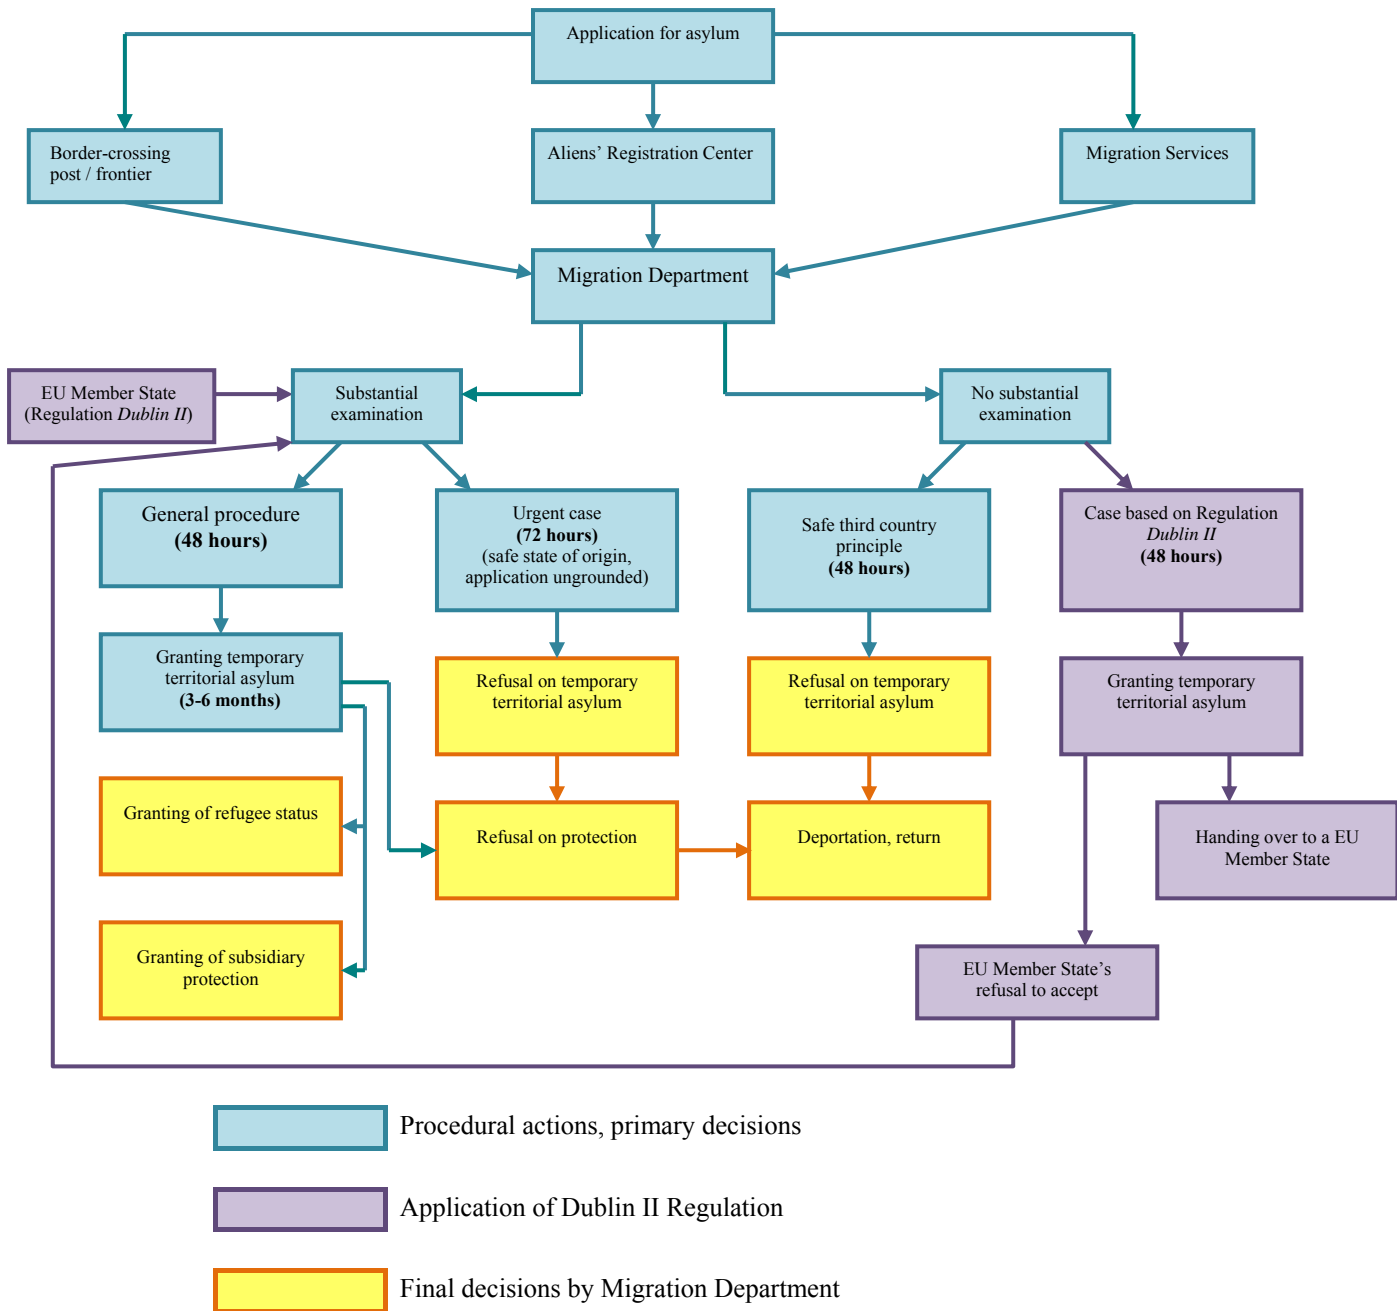 Application for asylum
Border-crossing
post / frontier
Aliens’ Registration Center
Migration Services
Migration Department
EU Member State
(Regulation Dublin II)
Substantial
examination
No substantial
examination
General procedure
(48 hours)
Urgent case
(72 hours)
(safe state of origin,
application ungrounded)
Safe third country
principle
(48 hours)
Case based on Regulation
Dublin II
(48 hours)
Granting temporary
territorial asylum
(3-6 months)
Refusal on temporary
territorial asylum
Refusal on temporary
territorial asylum
Granting temporary
territorial asylum
Granting of refugee status
Refusal on protection
Deportation, return
Handing over to a EU
Member State
Granting of subsidiary
protection
EU Member State’s
refusal to accept
Procedural actions, primary decisions
Application of Dublin II Regulation
Final decisions by Migration Department